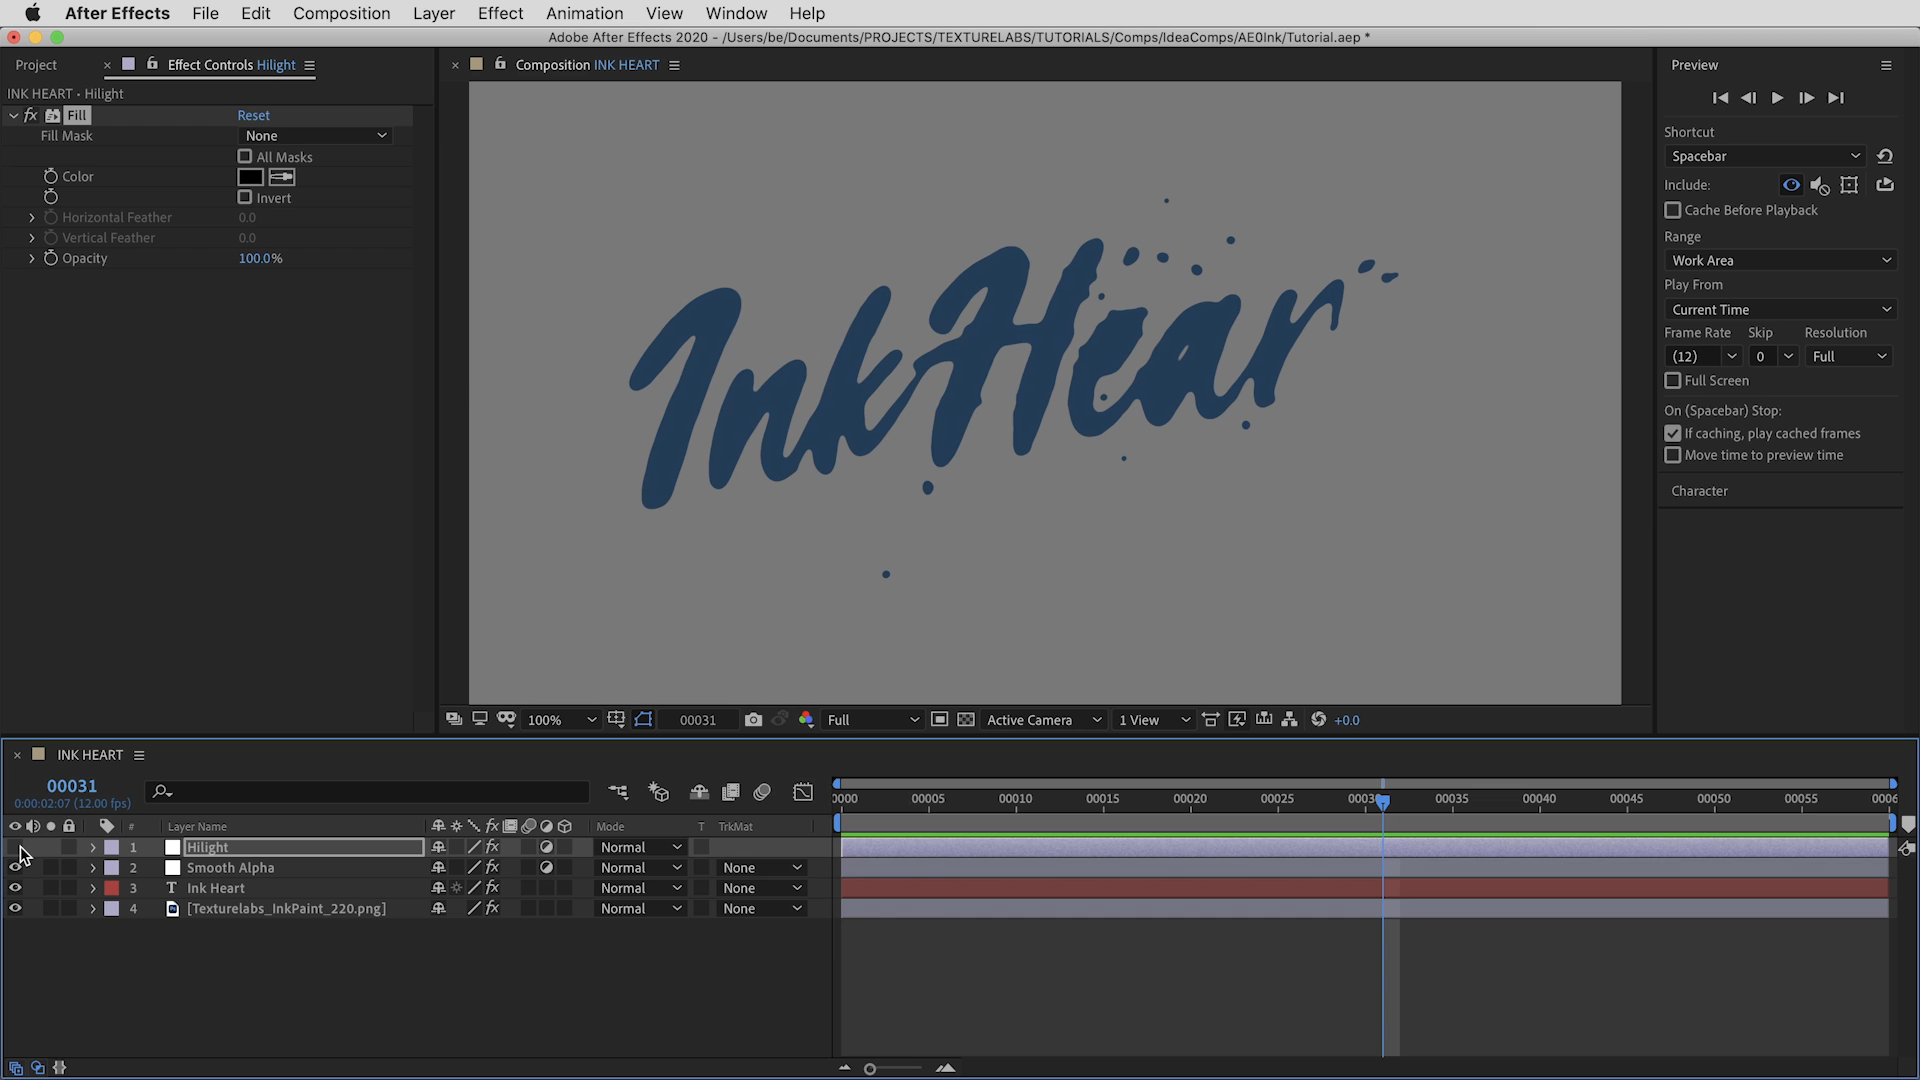 After Effects File Edit Composition Layer Effect Animation View Window Help
Adobe After Effects 2020 - /Users/be/Documents/PROJECTS/TEXTURELABS/TUTORIALS/Comps/IdeaComps/AE0Ink/Tutorial.aep *
Project × Effect Controls Hilight
INK HEART • Hilight
fx Fill Reset
Fill Mask None
All Masks
Color
Invert
Horizontal Feather 0.0
Vertical Feather 0.0
Opacity 100.0%
× Composition INK HEART
InkHear
100% 00031 Full Active Camera 1 View +0.0
Preview
Shortcut
Spacebar
Include:
Cache Before Playback
Range
Work Area
Play From
Current Time
Frame Rate Skip Resolution
(12) 0 Full
Full Screen
On (Spacebar) Stop:
If caching, play cached frames
Move time to preview time
Character
× INK HEART
00031
0:00:02:07 (12.00 fps)
0000 00005 00010 00015 00020 00025 0003 00035 00040 00045 00050 00055 0006
# Layer Name fx Mode T TrkMat
1 Hilight Normal
2 Smooth Alpha Normal None
3 T Ink Heart fx Normal None
4 [Texturelabs_InkPaint_220.png] fx Normal None